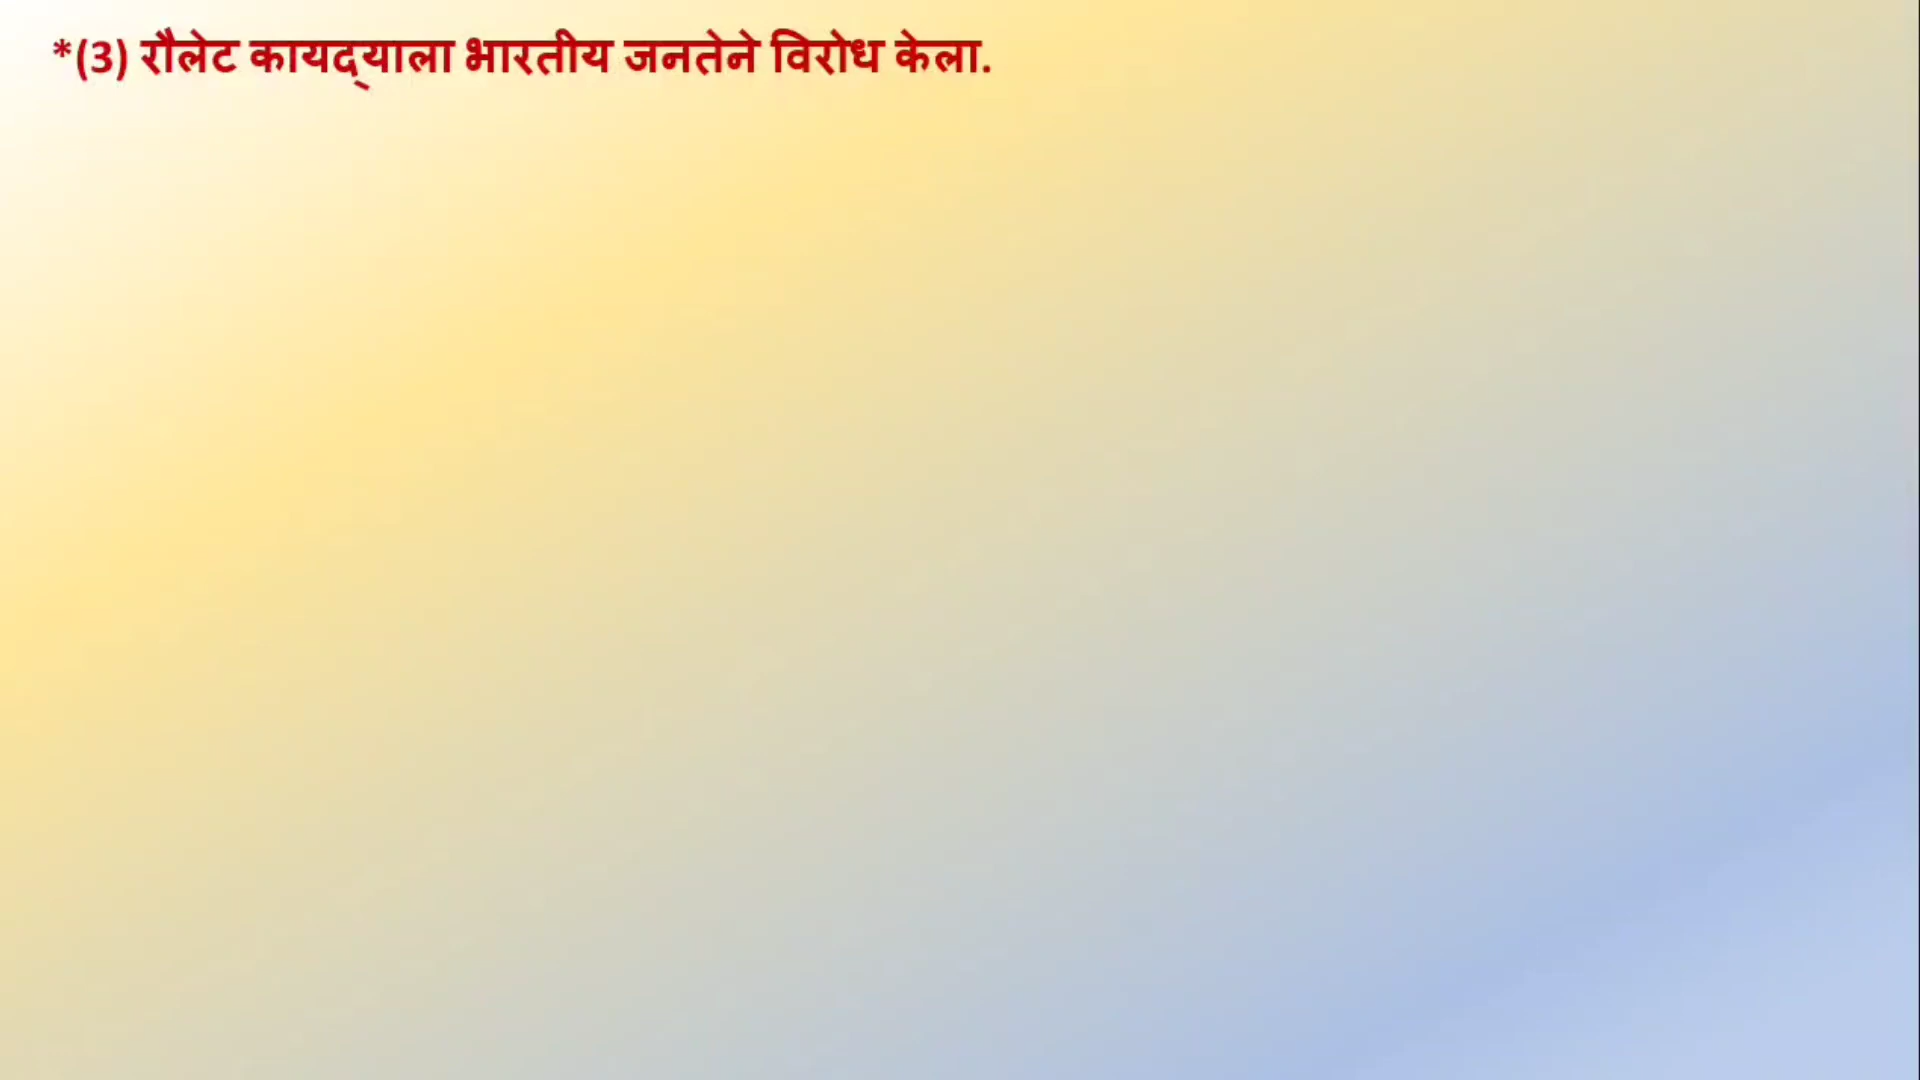 *(3) रौलेट कायद्‌याला भारतीय जनतेने विरोध केला.